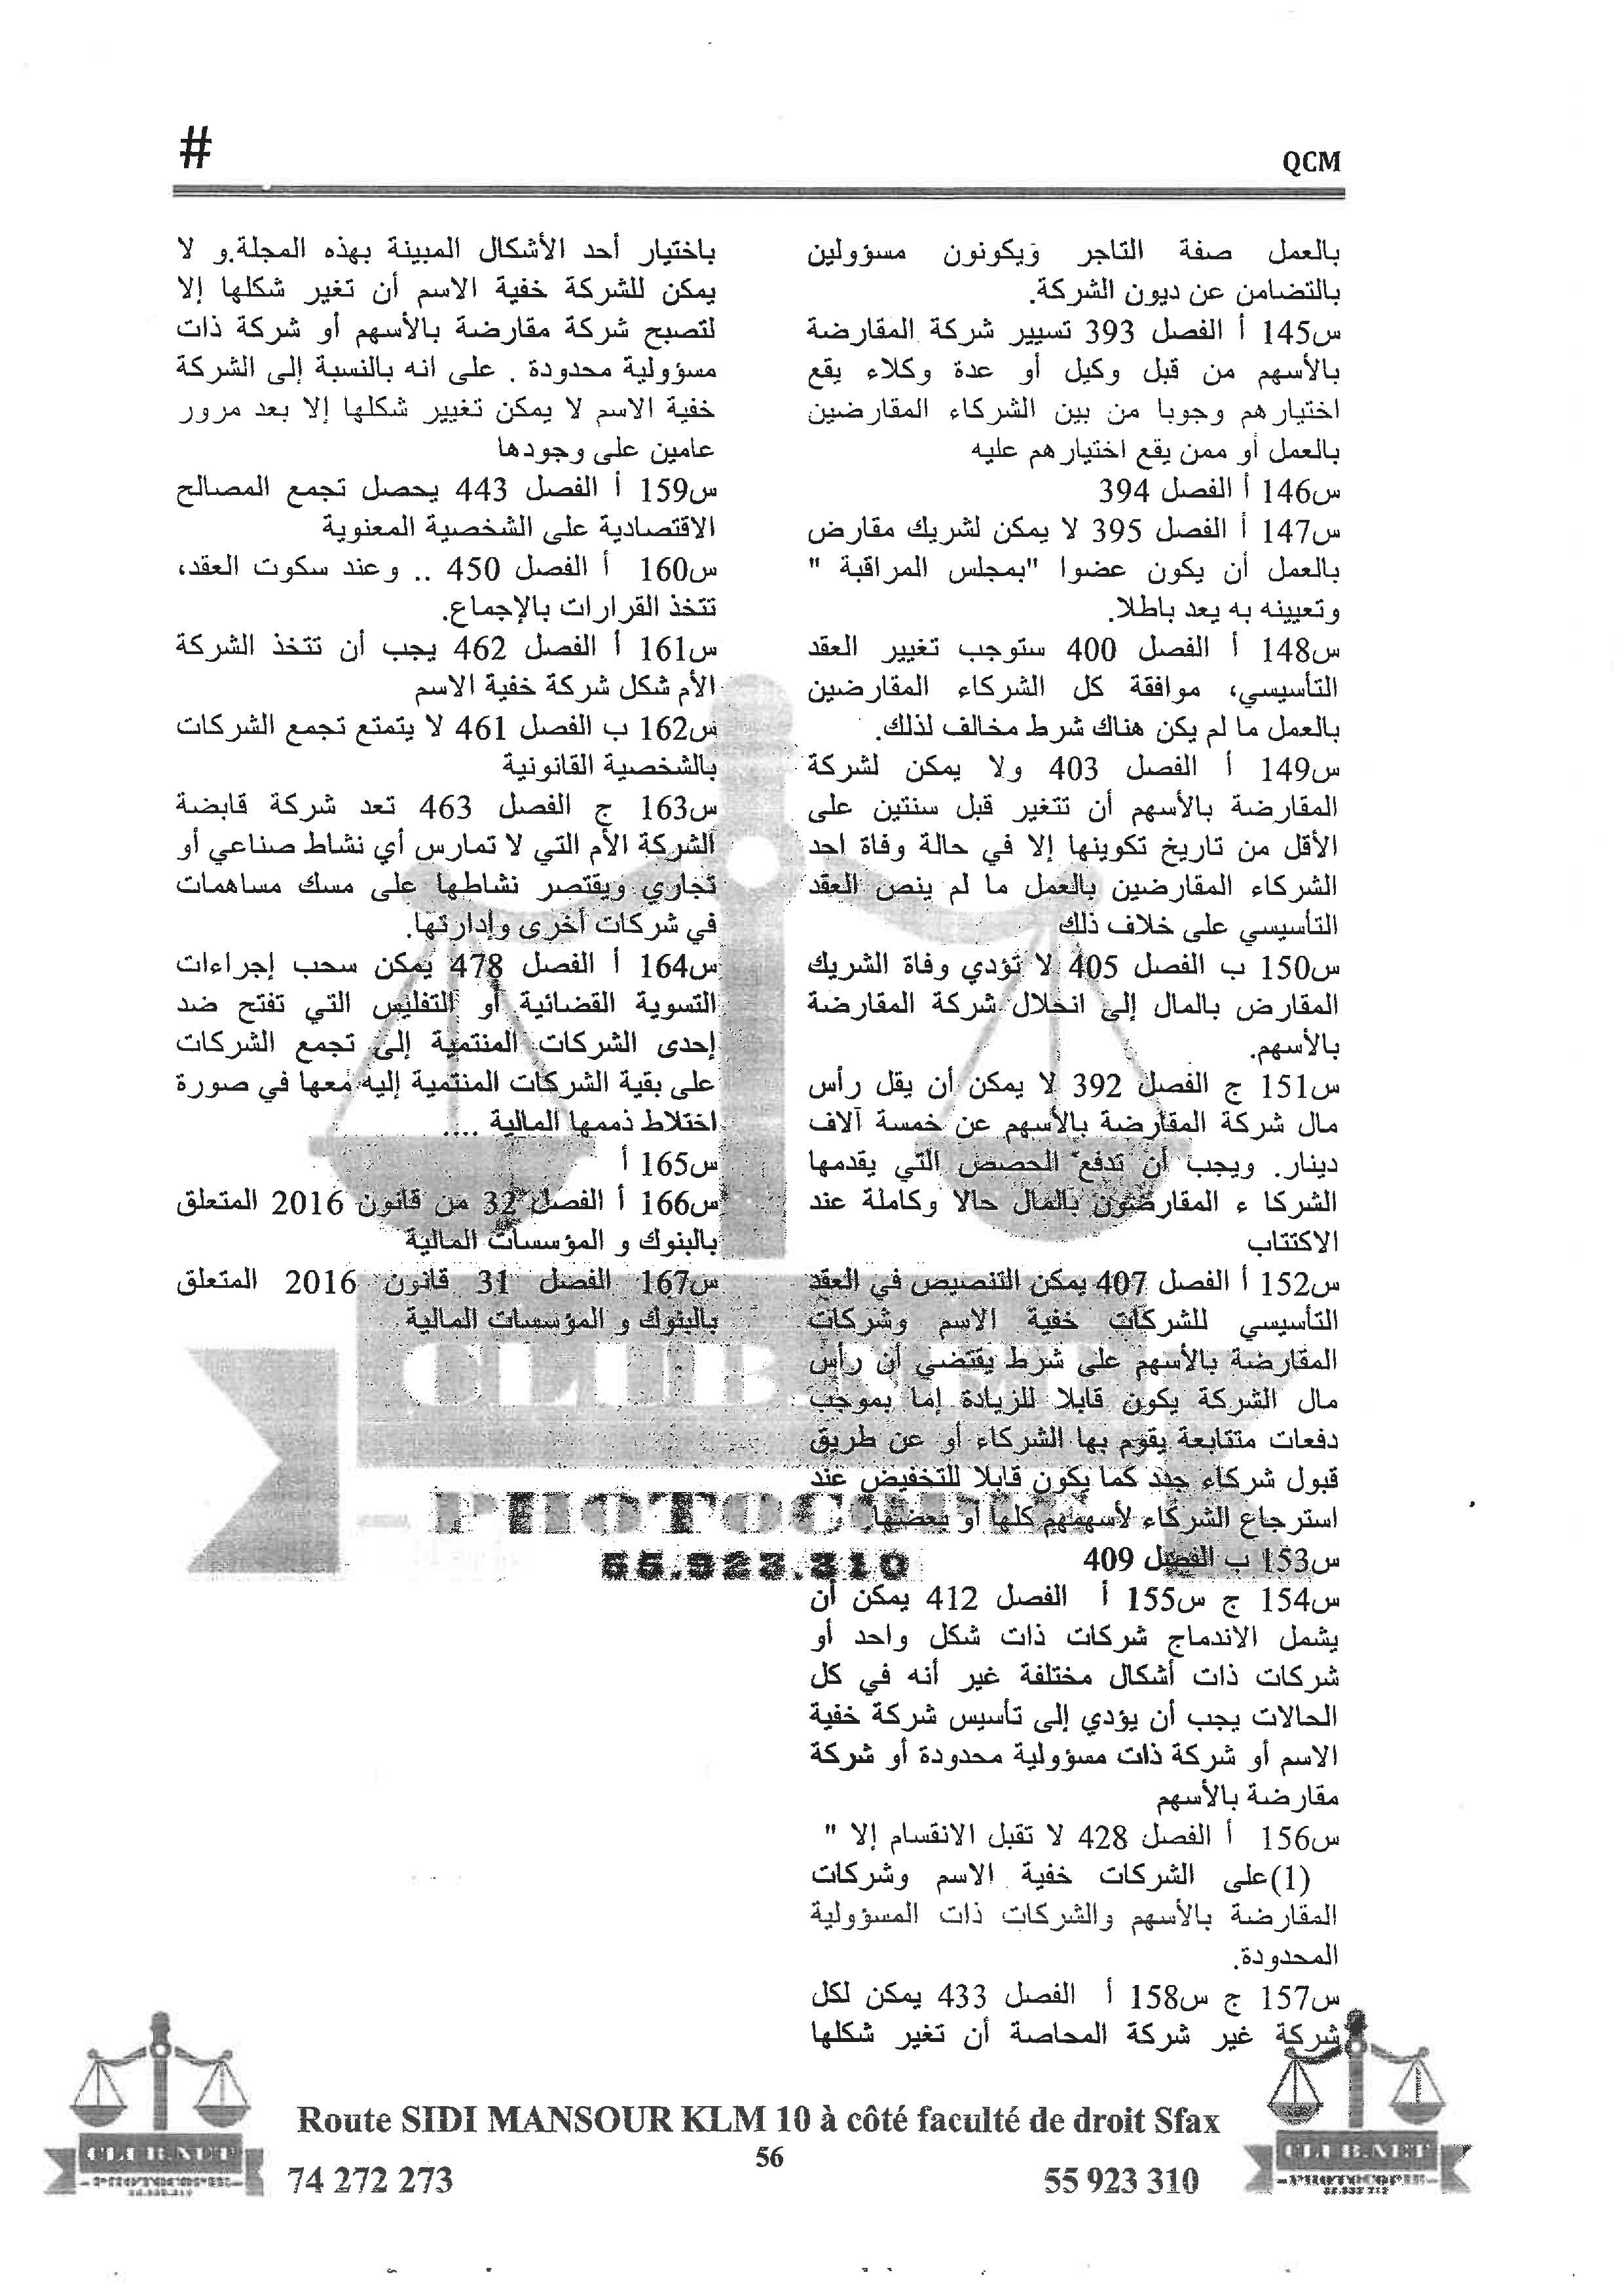 #
QCM
بالعمل صفة التاجر ويكونون مسؤولين
بالتضامن عن ديون الشركة.
س145 أ الفصل 393 تسيير شركة المقارضة
بالأسهم من قبل وكيل أو عدة وكلاء يقع
اختيارهم وجوبا من بين الشركاء المقارضين
بالعمل أو ممن يقع اختيارهم عليه
س146 أ الفصل 394
س147 أ الفصل 395 لا يمكن لشريك مقارض
بالعمل أن يكون عضوا "بمجلس المراقبة "
وتعيينه به يعد باطلا.
س148 أ الفصل 400 ستوجب تغيير العقد
التأسيسي، موافقة كل الشركاء المقارضين
بالعمل ما لم يكن هناك شرط مخالف لذلك.
س149 أ الفصل 403 ولا يمكن لشركة
المقارضة بالأسهم أن تتغير قبل سنتين على
الأقل من تاريخ تكوينها إلا في حالة وفاة احد
الشركاء المقارضين بالعمل ما لم ينص العقد
التأسيسي على خلاف ذلك
س150 ب الفصل 405 لا تؤدي وفاة الشريك
المقارض بالمال إلى انحلال شركة المقارضة
بالأسهم.
س151 ج الفصل 392 لا يمكن أن يقل رأس
مال شركة المقارضة بالأسهم عن خمسة آلاف
دينار. ويجب أن تدفع الحصص التي يقدمها
الشركا ء المقارضون بالمال حالا وكاملة عند
الاكتتاب
س152 أ الفصل 407 يمكن التنصيص في العقد
التأسيسي للشركات خفية الاسم وشركات
المقارضة بالأسهم على شرط يقتضي أن رأس
مال الشركة يكون قابلا للزيادة إما بموجب
دفعات متتابعة يقوم بها الشركاء أو عن طريق
قبول شركاء جدد كما يكون قابلا للتخفيض عند
استرجاع الشركاء لأسهمهم كلها أو بعضها.
س153 ب الفصل 409
س154 ج س155 أ الفصل 412 يمكن أن
يشمل الاندماج شركات ذات شكل واحد أو
شركات ذات أشكال مختلفة غير أنه في كل
الحالات يجب أن يؤدي إلى تأسيس شركة خفية
الاسم أو شركة ذات مسؤولية محدودة أو شركة
مقارضة بالأسهم
س156 أ الفصل 428 لا تقبل الانقسام إلا "
(1)على الشركات خفية الاسم وشركات
المقارضة بالأسهم والشركات ذات المسؤولية
المحدودة.
س157 ج س158 أ الفصل 433 يمكن لكل
شركة غير شركة المحاصة أن تغير شكلها
باختيار أحد الأشكال المبينة بهذه المجلة.و لا
يمكن للشركة خفية الاسم أن تغير شكلها إلا
لتصبح شركة مقارضة بالأسهم أو شركة ذات
مسؤولية محدودة . على انه بالنسبة إلى الشركة
خفية الاسم لا يمكن تغيير شكلها إلا بعد مرور
عامين على وجودها
س159 أ الفصل 443 يحصل تجمع المصالح
الاقتصادية على الشخصية المعنوية
س160 أ الفصل 450 .. وعند سكوت العقد،
تتخذ القرارات بالإجماع.
س161 أ الفصل 462 يجب أن تتخذ الشركة
الأم شكل شركة خفية الاسم
س162 ب الفصل 461 لا يتمتع تجمع الشركات
بالشخصية القانونية
س163 ج الفصل 463 تعد شركة قابضة
الشركة الأم التي لا تمارس أي نشاط صناعي أو
تجاري ويقتصر نشاطها على مسك مساهمات
في شركات أخرى وإدارتها.
س164 أ الفصل 478 يمكن سحب إجراءات
التسوية القضائية أو التفليس التي تفتح ضد
إحدى الشركات المنتمية إلى تجمع الشركات
على بقية الشركات المنتمية إليه معها في صورة
اختلاط ذممها المالية ....
س165 أ
س166 أ الفصل 32 من قانون 2016 المتعلق
بالبنوك و المؤسسات المالية
س167 الفصل 31 قانون 2016 المتعلق
بالبنوك و المؤسسات المالية
CLUB.NET
PHOTOCOPIE
55.923.310
Route SIDI MANSOUR KLM 10 à côté faculté de droit Sfax
56
74 272 273
55 923 310
CLUB.NET
PHOTOCOPIE
CLUB.NET
PHOTOCOPIE